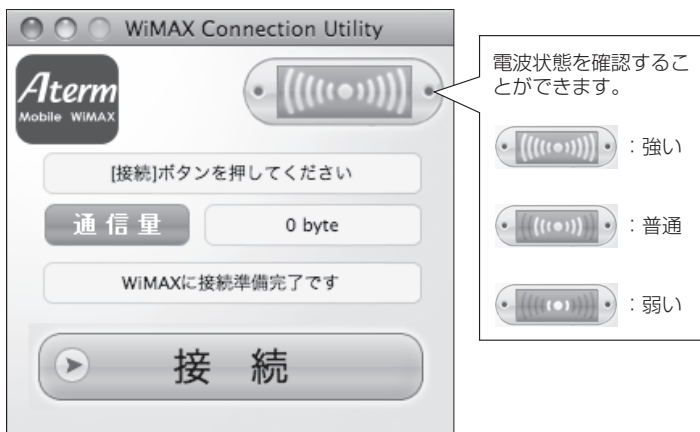 WiMAX Connection Utility
Aterm
Mobile WiMAX
[接続]ボタンを押してください
通信量
0 byte
WiMAXに接続準備完了です
接続
電波状態を確認するこ
とができます。
：強い
：普通
：弱い